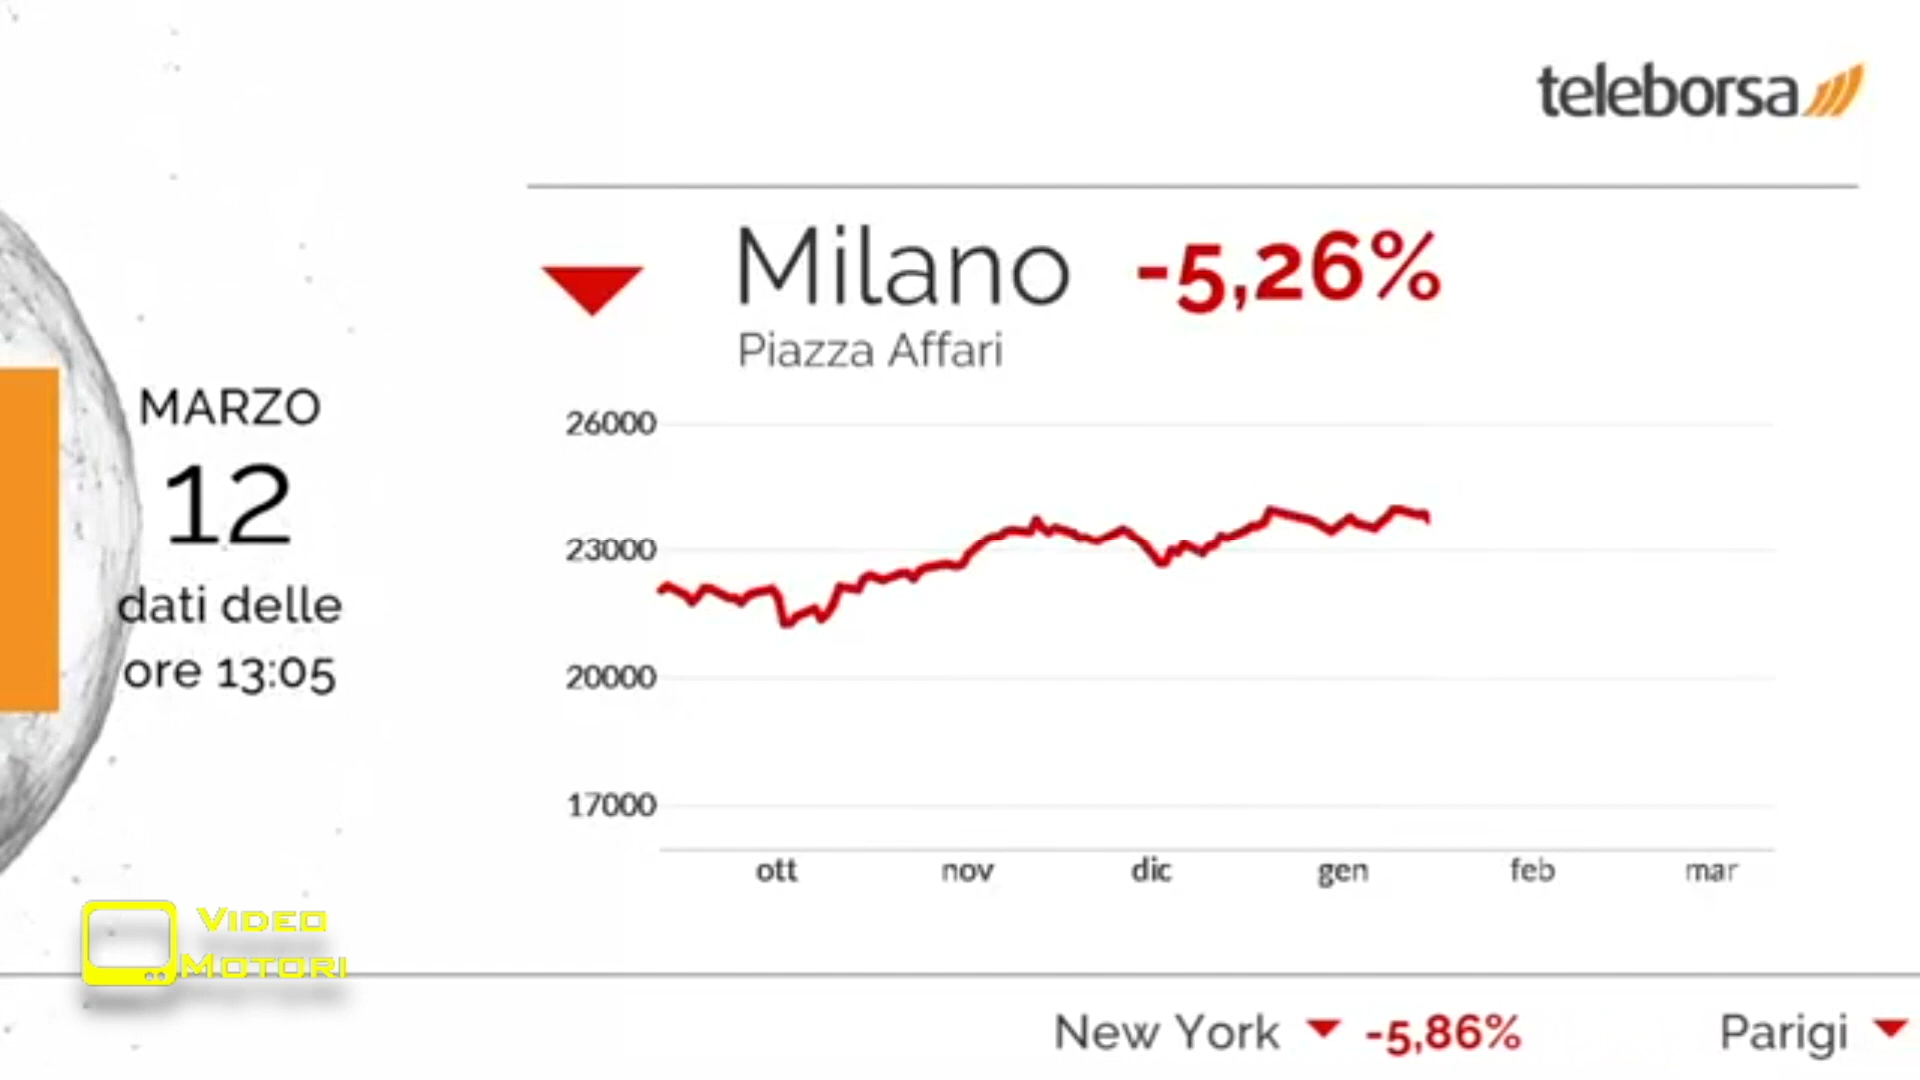 teleborsa
Milano -5,26%
Piazza Affari
MARZO
12
dati delle
ore 13:05
26000
23000
20000
17000
ott nov dic gen feb mar
VIDEO
MOTORI
New York -5,86% Parigi